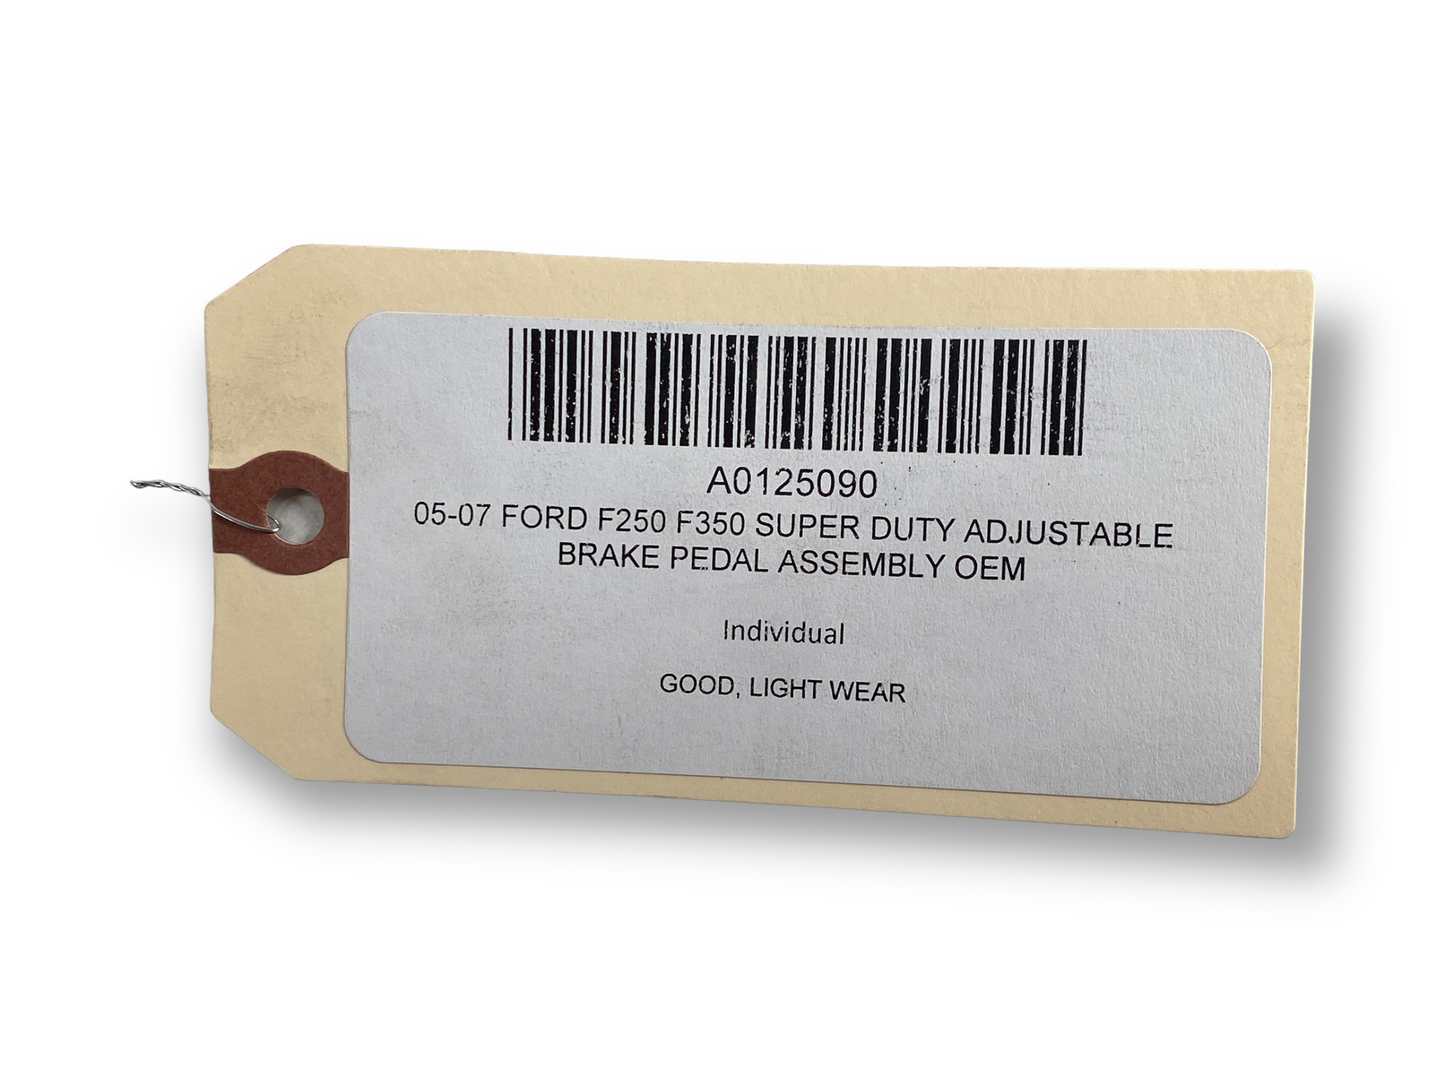 A0125090
05-07 FORD F250 F350 SUPER DUTY ADJUSTABLE
BRAKE PEDAL ASSEMBLY OEM
Individual
GOOD, LIGHT WEAR